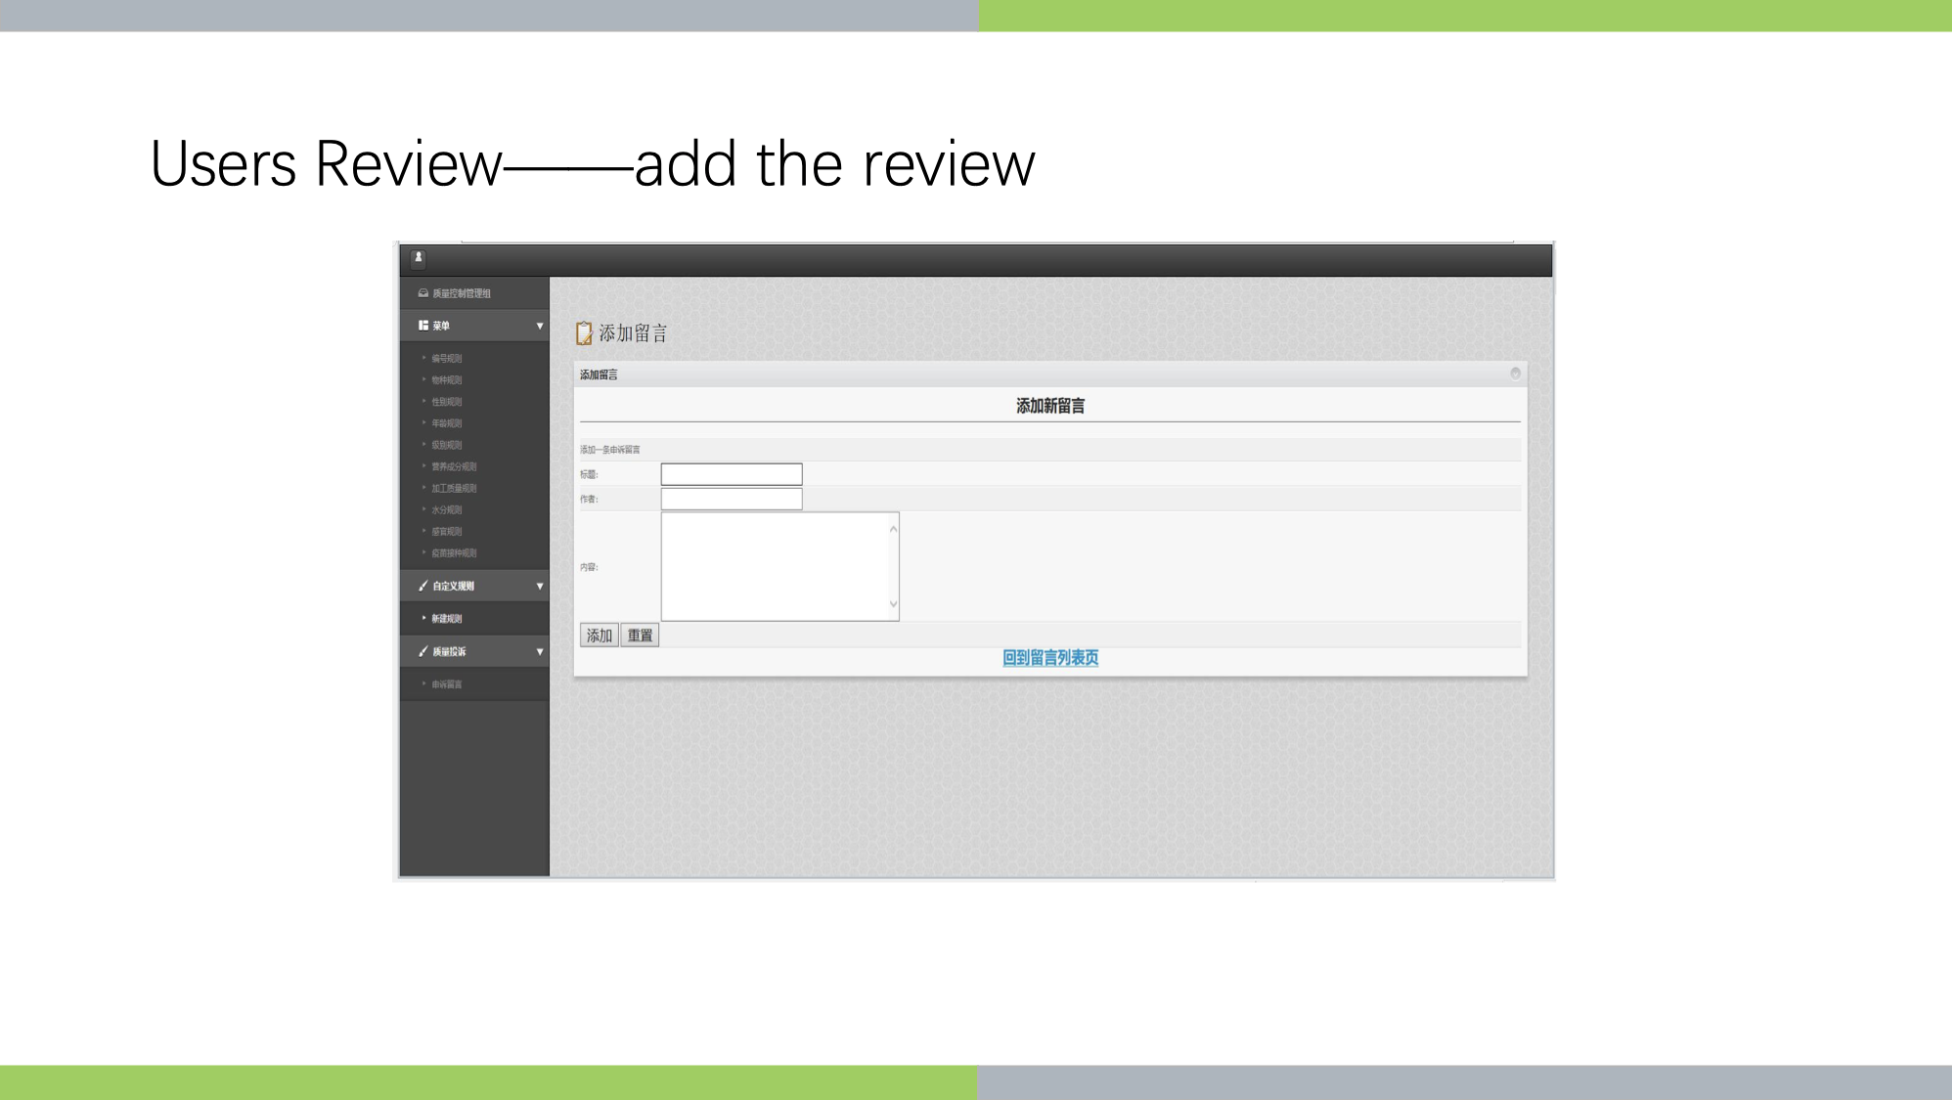 Users Review——add the review
质量控制管理组
菜单
编号规则
物种规则
性别规则
年龄规则
级别规则
营养成分规则
加工质量规则
水分规则
感官规则
疫苗接种规则
自定义规则
新建规则
质量投诉
申诉留言
添加留言
添加留言
添加新留言
添加一条申诉留言
标题:
作者:
内容:
添加 重置
回到留言列表页